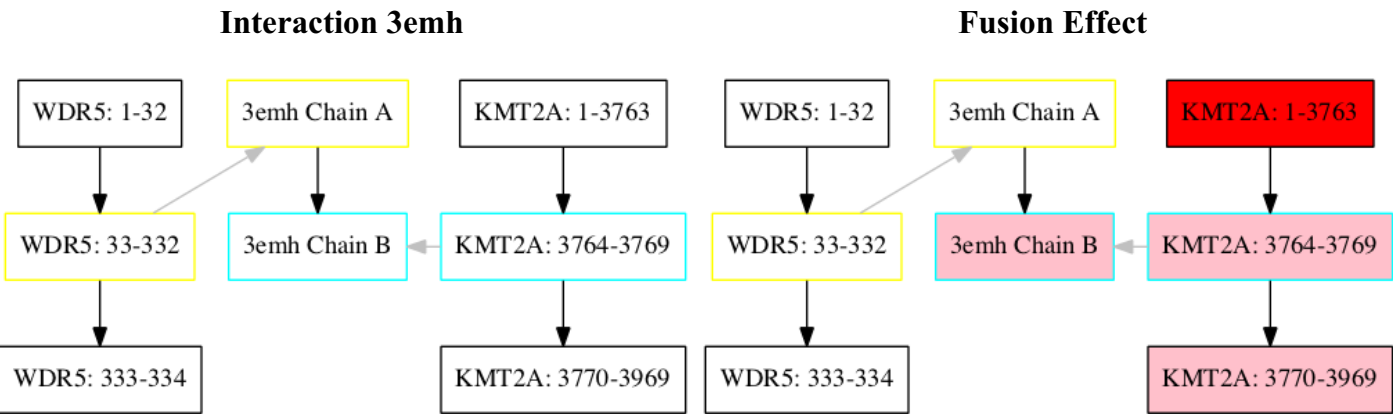 Interaction 3emh
WDR5: 1-32
3emh Chain A
KMT2A: 1-3763
WDR5: 33-332
3emh Chain B
KMT2A: 3764-3769
WDR5: 333-334
KMT2A: 3770-3969
Fusion Effect
WDR5: 1-32
3emh Chain A
KMT2A: 1-3763
WDR5: 33-332
3emh Chain B
KMT2A: 3764-3769
WDR5: 333-334
KMT2A: 3770-3969